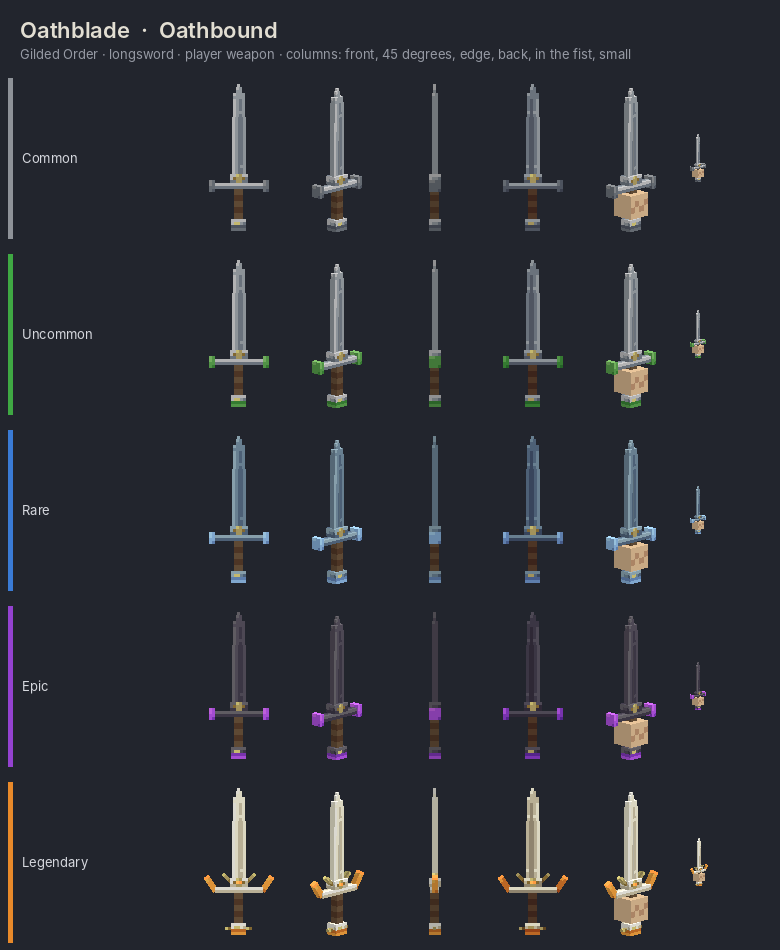 Oathblade · Oathbound
Gilded Order · longsword · player weapon · columns: front, 45 degrees, edge, back, in the fist, small
Common
Uncommon
Rare
Epic
Legendary